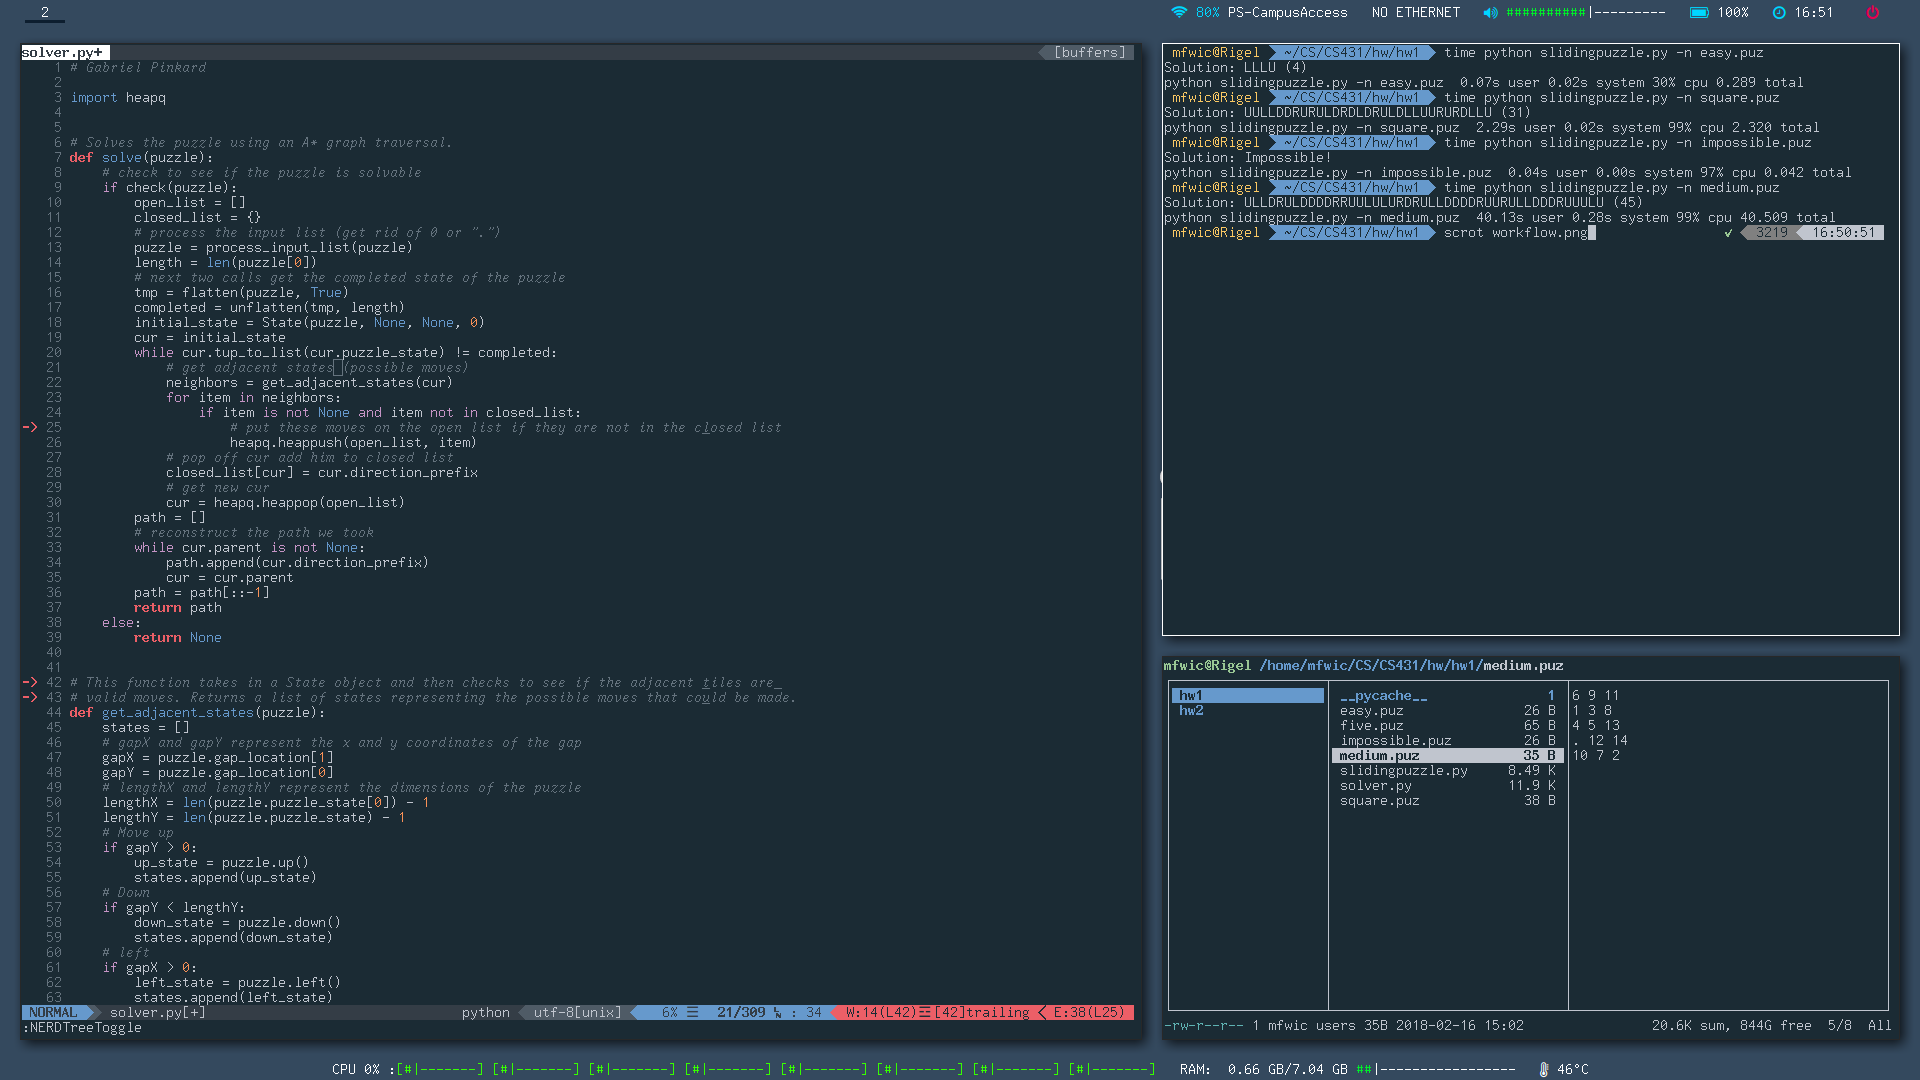 2
80% PS-CampusAccess NO ETHERNET ##########|--------- 100% 16:51
solver.py+ [buffers]
1 # Gabriel Pinkard
2
3 import heapq
4
5
6 # Solves the puzzle using an A* graph traversal.
7 def solve(puzzle):
8     # check to see if the puzzle is solvable
9     if check(puzzle):
10         open_list = []
11         closed_list = {}
12         # process the input list (get rid of 0 or ".")
13         puzzle = process_input_list(puzzle)
14         length = len(puzzle[0])
15         # next two calls get the completed state of the puzzle
16         tmp = flatten(puzzle, True)
17         completed = unflatten(tmp, length)
18         initial_state = State(puzzle, None, None, 0)
19         cur = initial_state
20         while cur.tup_to_list(cur.puzzle_state) != completed:
21             # get adjacent states (possible moves)
22             neighbors = get_adjacent_states(cur)
23             for item in neighbors:
24                 if item is not None and item not in closed_list:
-> 25                     # put these moves on the open list if they are not in the closed list
26                     heapq.heappush(open_list, item)
27             # pop off cur add him to closed list
28             closed_list[cur] = cur.direction_prefix
29             # get new cur
30             cur = heapq.heappop(open_list)
31         path = []
32         # reconstruct the path we took
33         while cur.parent is not None:
34             path.append(cur.direction_prefix)
35             cur = cur.parent
36         path = path[::-1]
37         return path
38     else:
39         return None
40
41
-> 42 # This function takes in a State object and then checks to see if the adjacent tiles are_
-> 43 # valid moves. Returns a list of states representing the possible moves that could be made.
44 def get_adjacent_states(puzzle):
45     states = []
46     # gapX and gapY represent the x and y coordinates of the gap
47     gapX = puzzle.gap_location[1]
48     gapY = puzzle.gap_location[0]
49     # lengthX and lengthY represent the dimensions of the puzzle
50     lengthX = len(puzzle.puzzle_state[0]) - 1
51     lengthY = len(puzzle.puzzle_state) - 1
52     # Move up
53     if gapY > 0:
54         up_state = puzzle.up()
55         states.append(up_state)
56     # Down
57     if gapY < lengthY:
58         down_state = puzzle.down()
59         states.append(down_state)
60     # left
61     if gapX > 0:
62         left_state = puzzle.left()
63         states.append(left_state)
NORMAL solver.py[+] python utf-8[unix] 6% ☰ 21/309 ␤ : 34 W:14(L42)☲[42]trailing < E:38(L25)
:NERDTreeToggle
mfwic@Rigel ~/CS/CS431/hw/hw1 time python slidingpuzzle.py -n easy.puz
Solution: LLLU (4)
python slidingpuzzle.py -n easy.puz  0.07s user 0.02s system 30% cpu 0.289 total
mfwic@Rigel ~/CS/CS431/hw/hw1 time python slidingpuzzle.py -n square.puz
Solution: UULLDDRURULDRDLDRULDLLUURURDLLU (31)
python slidingpuzzle.py -n square.puz  2.29s user 0.02s system 99% cpu 2.320 total
mfwic@Rigel ~/CS/CS431/hw/hw1 time python slidingpuzzle.py -n impossible.puz
Solution: Impossible!
python slidingpuzzle.py -n impossible.puz  0.04s user 0.00s system 97% cpu 0.042 total
mfwic@Rigel ~/CS/CS431/hw/hw1 time python slidingpuzzle.py -n medium.puz
Solution: ULLDRULDDDDRRUULULURDRULLDDDDRUURULLDDDRUUULU (45)
python slidingpuzzle.py -n medium.puz  40.13s user 0.28s system 99% cpu 40.509 total
mfwic@Rigel ~/CS/CS431/hw/hw1 scrot workflow.png ✓ 3219 16:50:51
mfwic@Rigel /home/mfwic/CS/CS431/hw/hw1/medium.puz
hw1 __pycache__ 1 6 9 11
hw2 easy.puz 26 B 1 3 8
five.puz 65 B 4 5 13
impossible.puz 26 B . 12 14
medium.puz 35 B 10 7 2
slidingpuzzle.py 8.49 K
solver.py 11.9 K
square.puz 38 B
-rw-r--r-- 1 mfwic users 35B 2018-02-16 15:02 20.6K sum, 844G free 5/8 All
CPU 0% :[#|-------] [#|-------] [#|-------] [#|-------] [#|-------] [#|-------] [#|-------] [#|-------] RAM: 0.66 GB/7.04 GB ##|----------------- 46°C